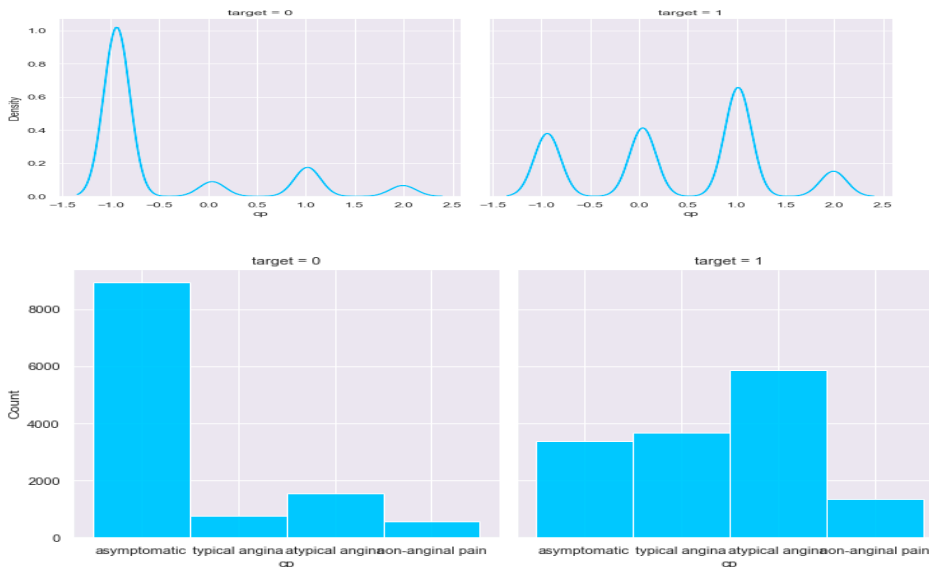 target = 0
target = 1
Density
1.0
0.8
0.6
0.4
0.2
0.0
−1.5 −1.0 −0.5 0.0 0.5 1.0 1.5 2.0 2.5
cp
−1.5 −1.0 −0.5 0.0 0.5 1.0 1.5 2.0 2.5
cp
target = 0
target = 1
Count
8000
6000
4000
2000
0
asymptomatic typical angina atypical angina non-anginal pain
cp
asymptomatic typical angina atypical angina non-anginal pain
cp